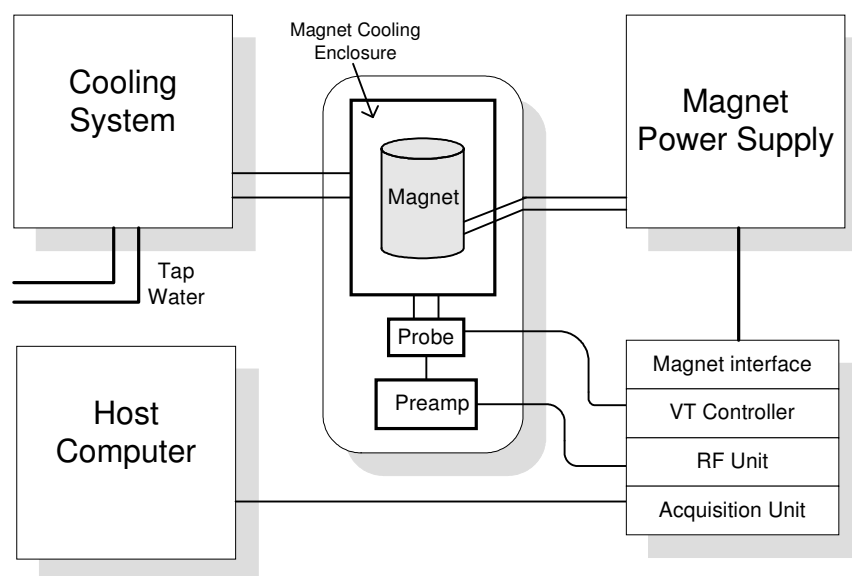 Magnet Cooling
Enclosure
Cooling
System
Magnet
Power Supply
Magnet
Tap
Water
Probe
Preamp
Host
Computer
Magnet interface
VT Controller
RF Unit
Acquisition Unit